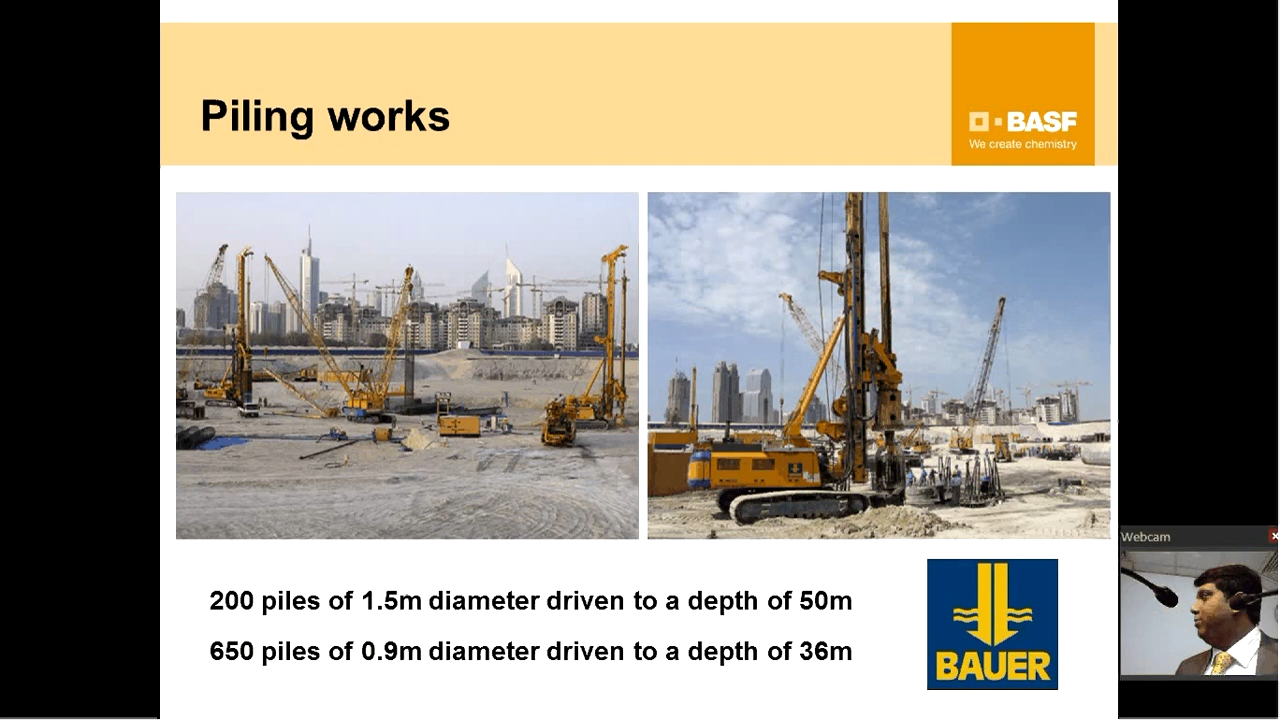 Piling works
BASF
We create chemistry
200 piles of 1.5m diameter driven to a depth of 50m
650 piles of 0.9m diameter driven to a depth of 36m
BAUER
Webcam